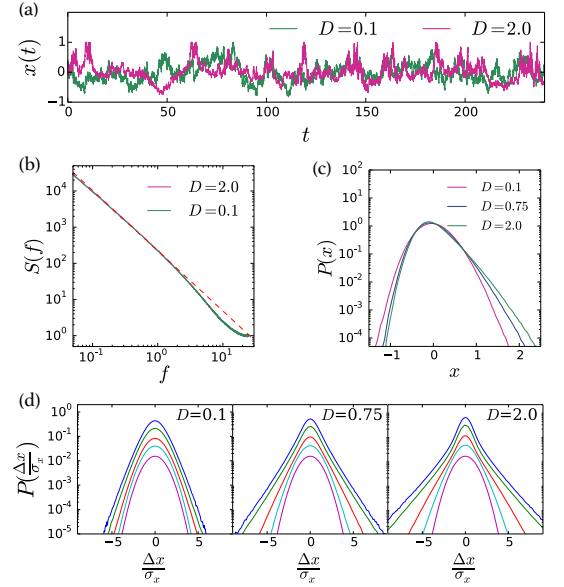 (a)
D=0.1 D=2.0
x(t)
1
0
−1
0 50 100 150 200
t
(b)
D=2.0
D=0.1
S(f)
10^4
10^3
10^2
10^1
10^0
10^-1 10^0 10^1
f
(c)
D=0.1
D=0.75
D=2.0
P(x)
10^2
10^1
10^0
10^-1
10^-2
10^-3
10^-4
−1 0 1 2
x
(d)
D=0.1 D=0.75 D=2.0
P(Δx/σ_x)
10^0
10^-1
10^-2
10^-3
10^-4
10^-5
−5 0 5 −5 0 5 −5 0 5
Δx/σ_x Δx/σ_x Δx/σ_x